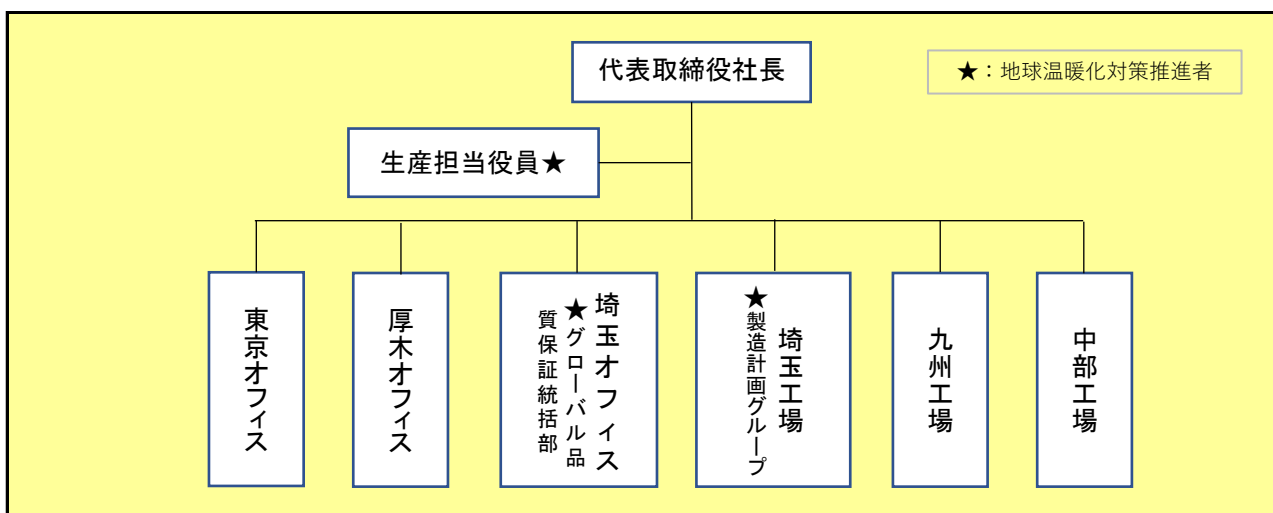 代表取締役社長
★：地球温暖化対策推進者
生産担当役員★
東京オフィス
厚木オフィス
埼玉オフィス
★グローバル品
質保証統括部
埼玉工場
★製造計画グループ
九州工場
中部工場